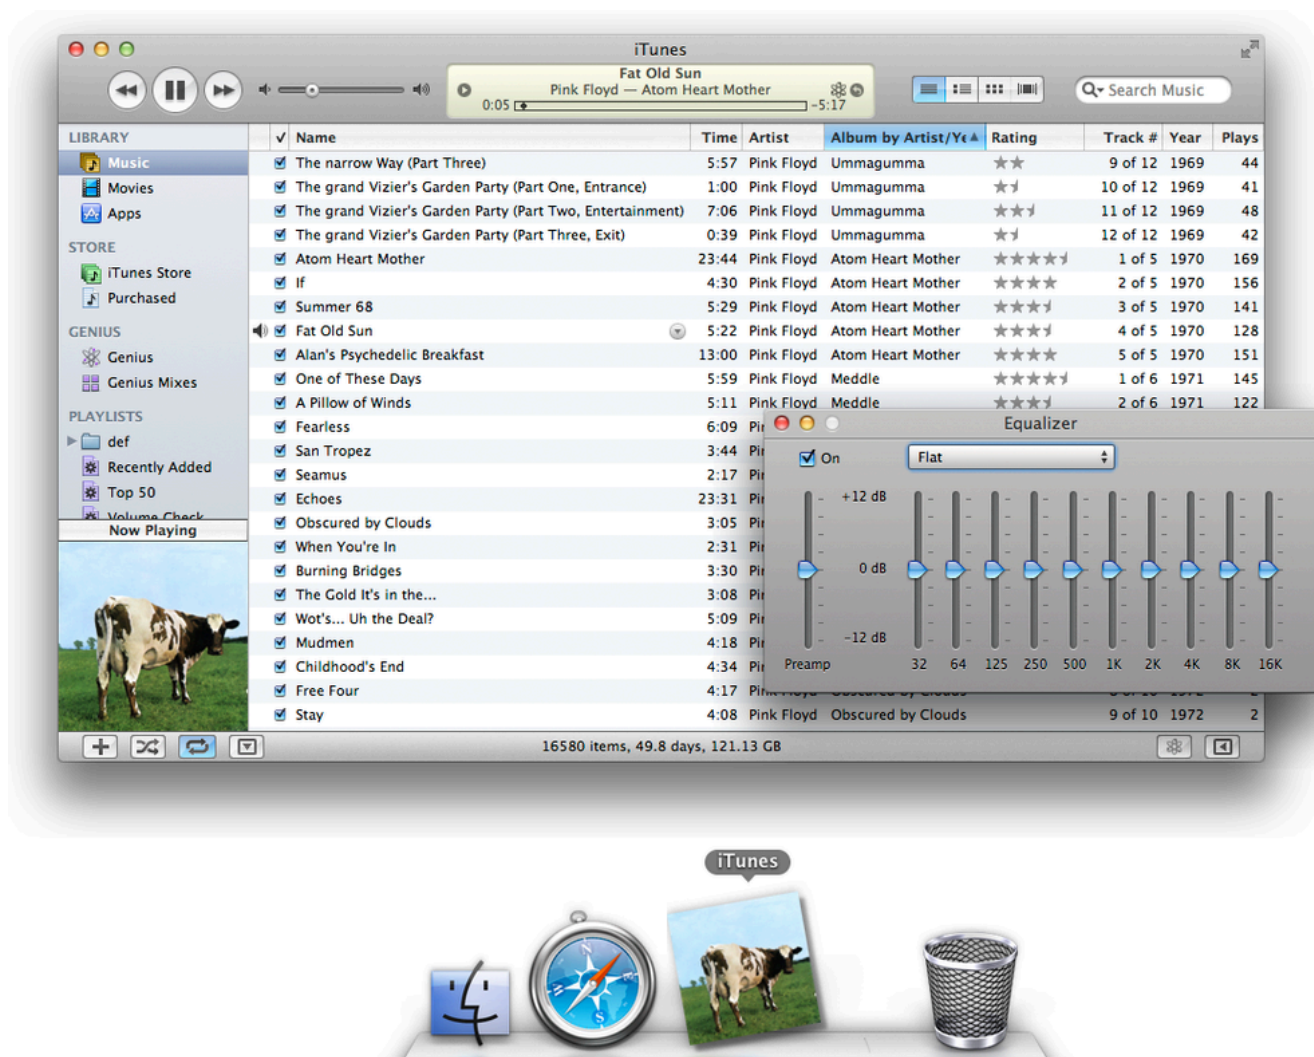 iTunes
Fat Old Sun
Pink Floyd — Atom Heart Mother
0:05 -5:17
Search Music
LIBRARY
Music
Movies
Apps
STORE
iTunes Store
Purchased
GENIUS
Genius
Genius Mixes
PLAYLISTS
def
Recently Added
Top 50
Volume Check
Now Playing
✓ Name Time Artist Album by Artist/Ye Rating Track # Year Plays
The narrow Way (Part Three) 5:57 Pink Floyd Ummagumma 9 of 12 1969 44
The grand Vizier's Garden Party (Part One, Entrance) 1:00 Pink Floyd Ummagumma 10 of 12 1969 41
The grand Vizier's Garden Party (Part Two, Entertainment) 7:06 Pink Floyd Ummagumma 11 of 12 1969 48
The grand Vizier's Garden Party (Part Three, Exit) 0:39 Pink Floyd Ummagumma 12 of 12 1969 42
Atom Heart Mother 23:44 Pink Floyd Atom Heart Mother 1 of 5 1970 169
If 4:30 Pink Floyd Atom Heart Mother 2 of 5 1970 156
Summer 68 5:29 Pink Floyd Atom Heart Mother 3 of 5 1970 141
Fat Old Sun 5:22 Pink Floyd Atom Heart Mother 4 of 5 1970 128
Alan's Psychedelic Breakfast 13:00 Pink Floyd Atom Heart Mother 5 of 5 1970 151
One of These Days 5:59 Pink Floyd Meddle 1 of 6 1971 145
A Pillow of Winds 5:11 Pink Floyd Meddle 2 of 6 1971 122
Fearless 6:09
San Tropez 3:44
Seamus 2:17
Echoes 23:31
Obscured by Clouds 3:05
When You're In 2:31
Burning Bridges 3:30
The Gold It's in the... 3:08
Wot's... Uh the Deal? 5:09
Mudmen 4:18
Childhood's End 4:34
Free Four 4:17
Stay 4:08 Pink Floyd Obscured by Clouds 9 of 10 1972 2
16580 items, 49.8 days, 121.13 GB
Equalizer
On Flat
+12 dB
0 dB
-12 dB
Preamp 32 64 125 250 500 1K 2K 4K 8K 16K
iTunes
N
E
S
W